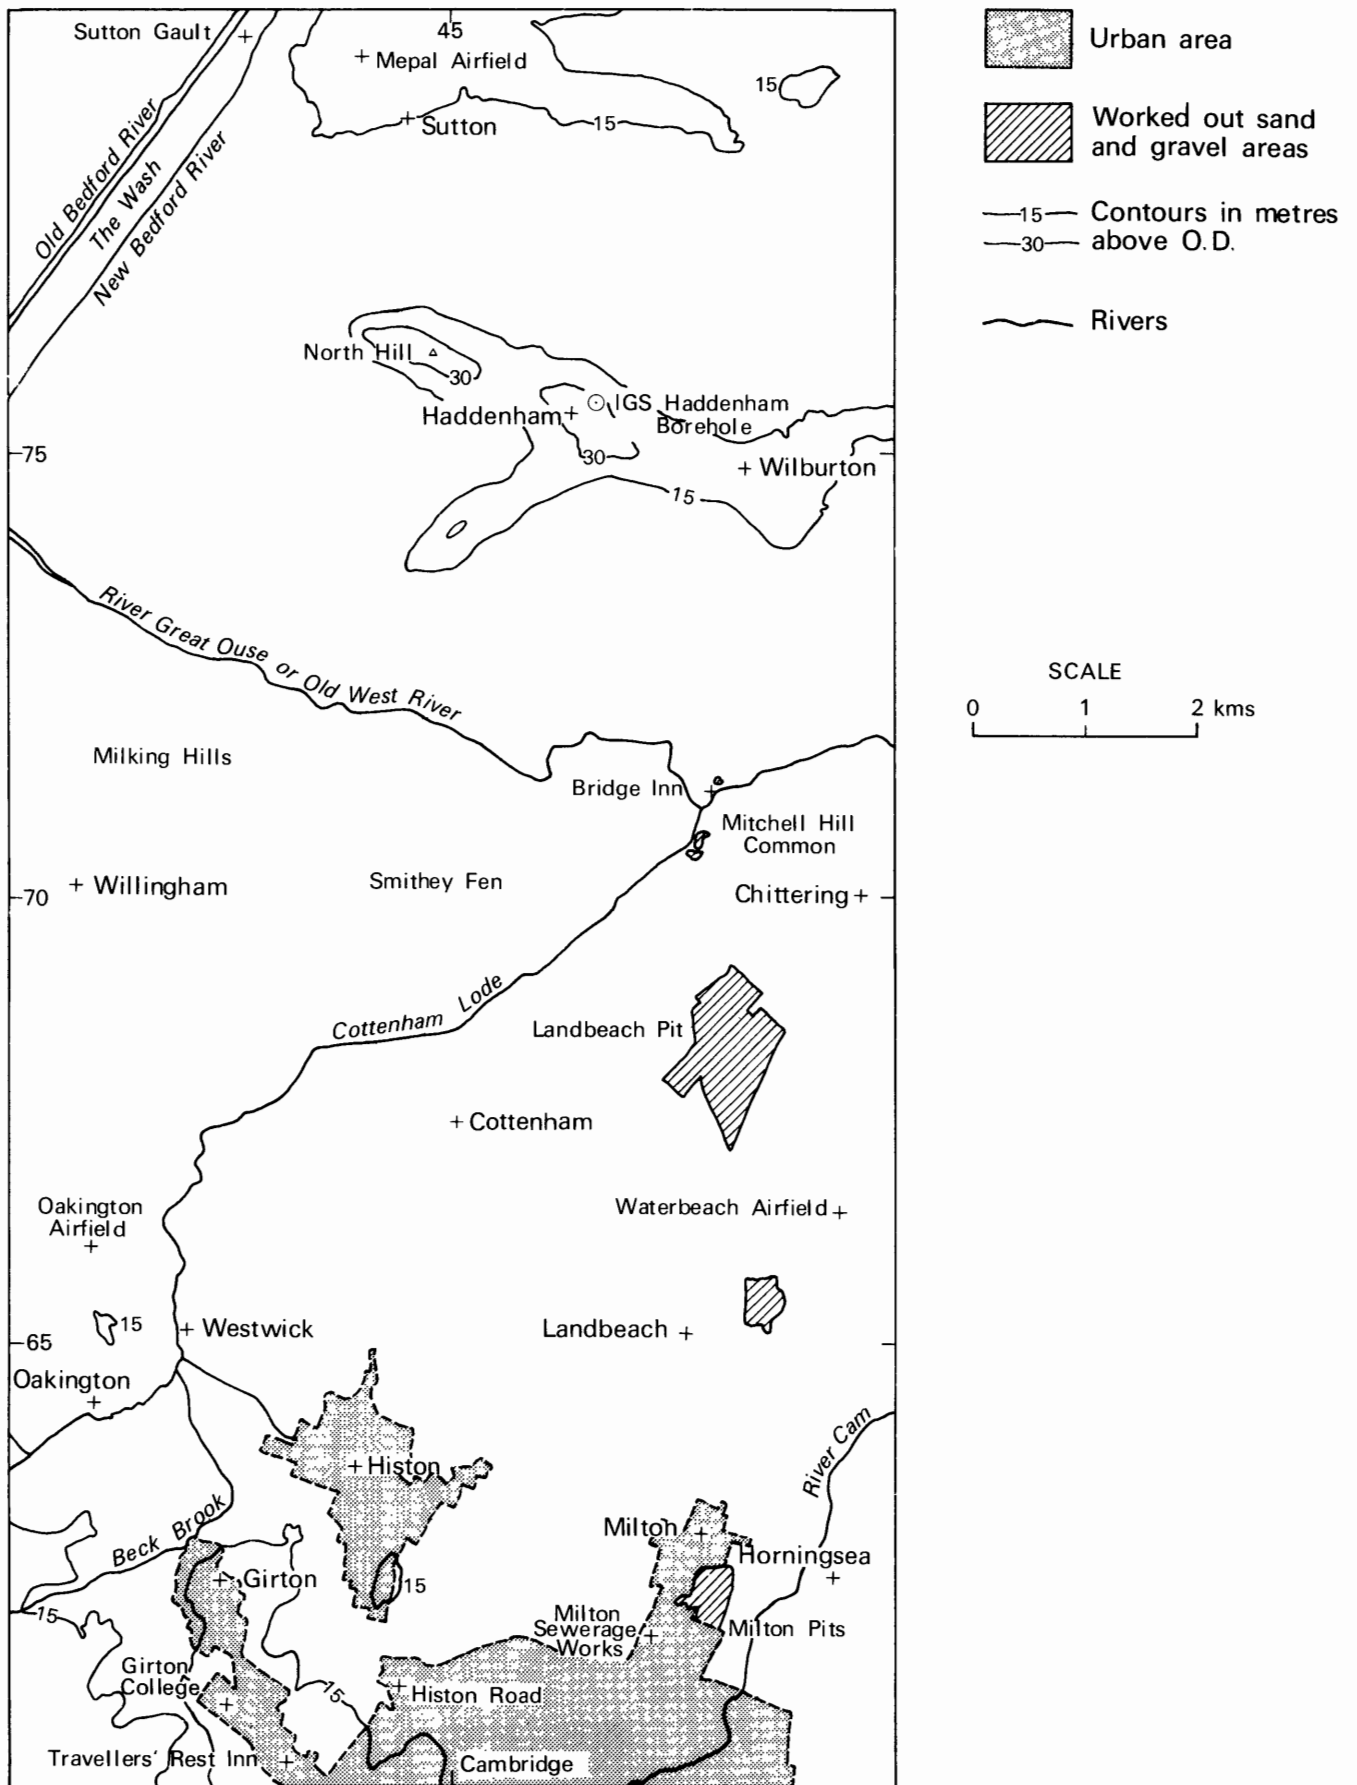 Sutton Gault
45
Mepal Airfield
15
Sutton
15
Old Bedford River
The Wash
New Bedford River
North Hill
30
Haddenham
IGS Haddenham
Borehole
75
30
Wilburton
15
River Great Ouse or Old West River
Milking Hills
Bridge Inn
Mitchell Hill
Common
Willingham
Smithey Fen
70
Chittering
Cottenham Lode
Landbeach Pit
Cottenham
Oakington
Airfield
Waterbeach Airfield
15
Westwick
Landbeach
65
Oakington
River Cam
Histon
Beck Brook
Milton
Horningsea
Girton
15
15
Milton
Sewerage
Works
Milton Pits
Girton
College
15
Histon Road
Travellers' Rest Inn
Cambridge
Urban area
Worked out sand
and gravel areas
15
Contours in metres
30
above O.D.
Rivers
SCALE
0 1 2 kms